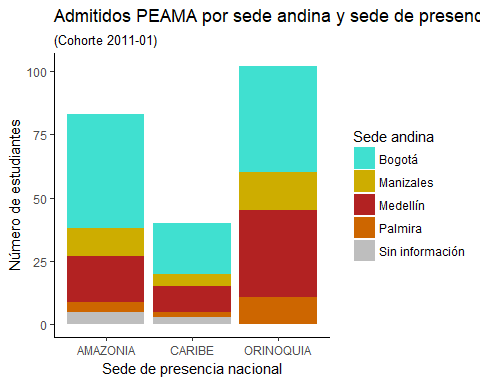 Admitidos PEAMA por sede andina y sede de presenc
(Cohorte 2011-01)
Número de estudiantes
100
75
50
25
0
AMAZONIA CARIBE ORINOQUIA
Sede de presencia nacional
Sede andina
Bogotá
Manizales
Medellín
Palmira
Sin información